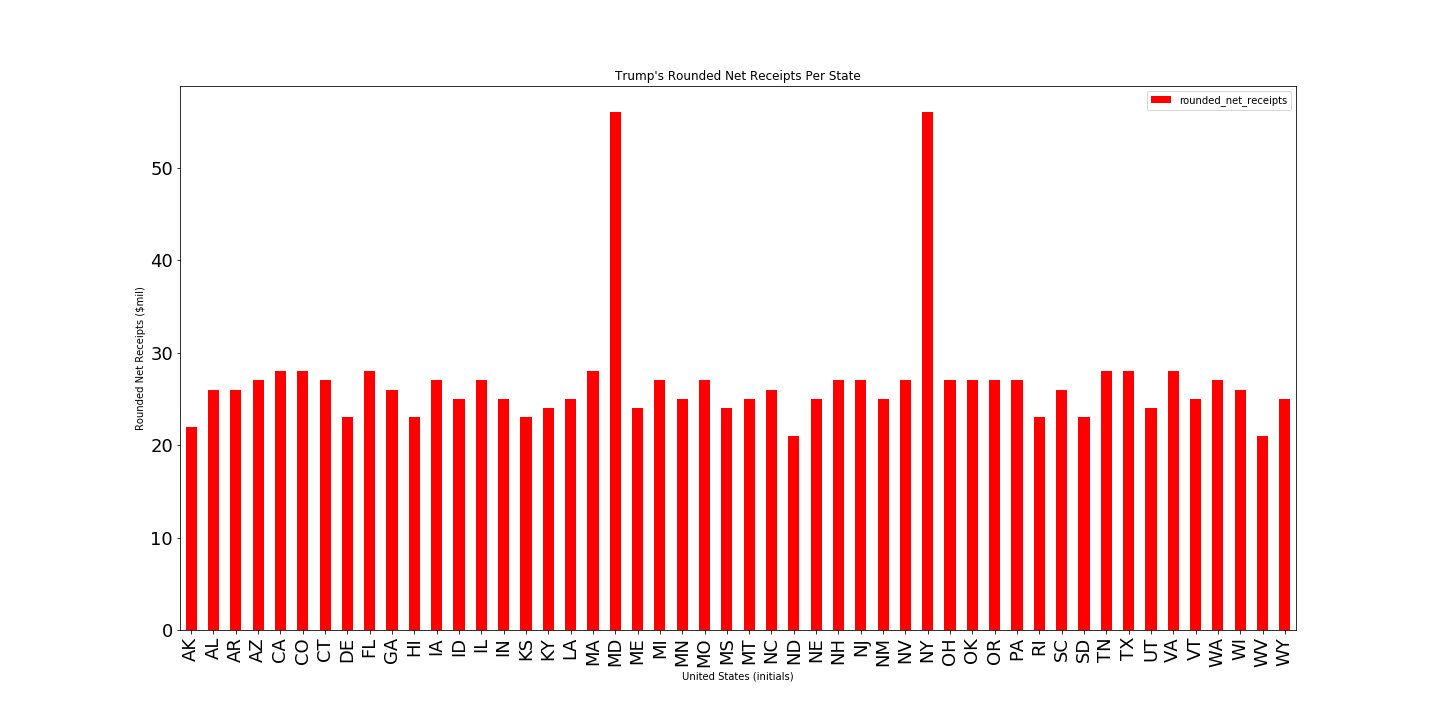 Trump's Rounded Net Receipts Per State
rounded_net_receipts
Rounded Net Receipts ($mil)
50
40
30
20
10
0
AK AL AR AZ CA CO CT DE FL GA HI IA ID IL IN KS KY LA MA MD ME MI MN MO MS MT NC ND NE NH NJ NM NV NY OH OK OR PA RI SC SD TN TX UT VA VT WA WI WV WY
United States (initials)